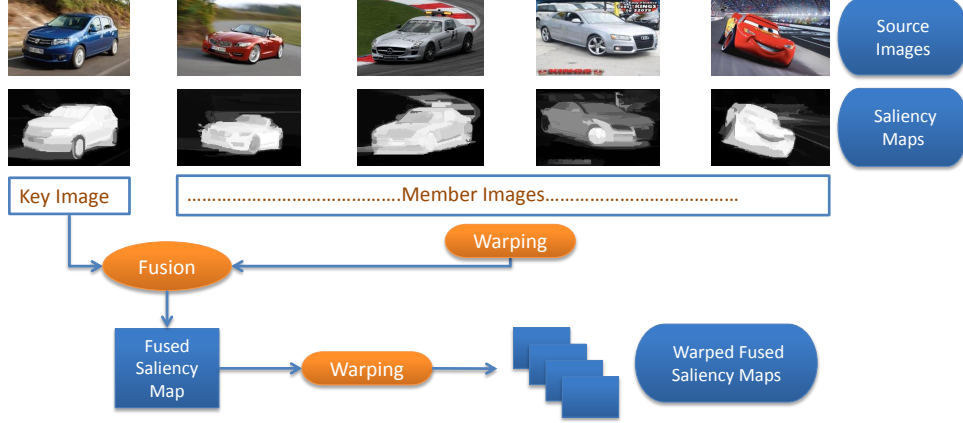 Source
Images
Saliency
Maps
Key Image
……………………………………..Member Images…………………………………
Warping
Fusion
Fused
Saliency
Map
Warping
Warped Fused
Saliency Maps